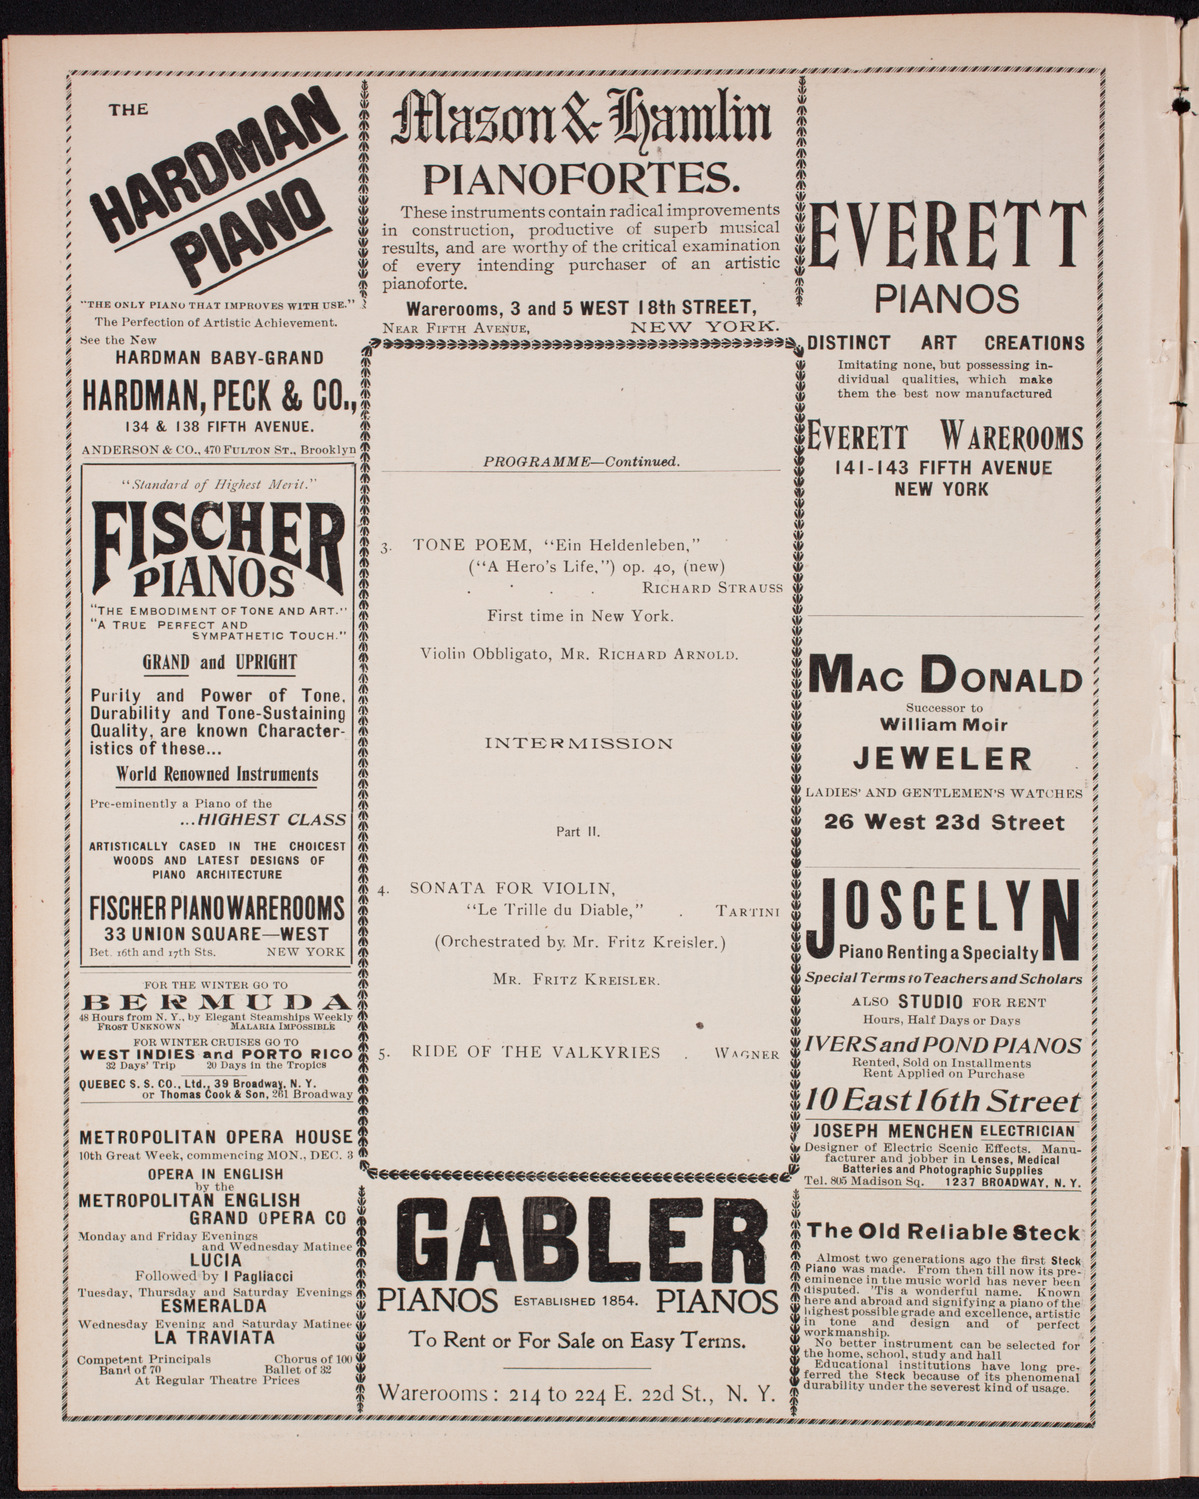 THE
HARDMAN
PIANO
"THE ONLY PIANO THAT IMPROVES WITH USE."
The Perfection of Artistic Achievement.
See the New
HARDMAN BABY-GRAND
HARDMAN, PECK & CO.,
134 & 138 FIFTH AVENUE.
ANDERSON & CO., 470 FULTON ST., Brooklyn
"Standard of Highest Merit."
FISCHER
PIANOS
"THE EMBODIMENT OF TONE AND ART."
"A TRUE PERFECT AND
SYMPATHETIC TOUCH."
GRAND and UPRIGHT
Purity and Power of Tone,
Durability and Tone-Sustaining
Quality, are known Character-
istics of these...
World Renowned Instruments
Pre-eminently a Piano of the
...HIGHEST CLASS
ARTISTICALLY CASED IN THE CHOICEST
WOODS AND LATEST DESIGNS OF
PIANO ARCHITECTURE
FISCHER PIANO WAREROOMS
33 UNION SQUARE—WEST
Bet. 16th and 17th Sts. NEW YORK
FOR THE WINTER GO TO
BERMUDA
48 Hours from N. Y., by Elegant Steamships Weekly
FROST UNKNOWN MALARIA IMPOSSIBLE
FOR WINTER CRUISES GO TO
WEST INDIES and PORTO RICO
32 Days' Trip 20 Days in the Tropics
QUEBEC S. S. CO., Ltd., 39 Broadway, N. Y.
or Thomas Cook & Son, 261 Broadway
METROPOLITAN OPERA HOUSE
10th Great Week, commencing MON., DEC. 3
OPERA IN ENGLISH
by the
METROPOLITAN ENGLISH
GRAND OPERA CO
Monday and Friday Evenings
and Wednesday Matinee
LUCIA
Followed by I Pagliacci
Tuesday, Thursday and Saturday Evenings
ESMERALDA
Wednesday Evening and Saturday Matinee
LA TRAVIATA
Competent Principals Chorus of 100
Band of 70 Ballet of 32
At Regular Theatre Prices
Mason & Hamlin
PIANOFORTES.
These instruments contain radical improvements
in construction, productive of superb musical
results, and are worthy of the critical examination
of every intending purchaser of an artistic
pianoforte.
Warerooms, 3 and 5 WEST 18th STREET,
NEAR FIFTH AVENUE, NEW YORK.
PROGRAMME—Continued.
3. TONE POEM, "Ein Heldenleben,"
("A Hero's Life,") op. 40, (new)
. . . . RICHARD STRAUSS
First time in New York.
Violin Obbligato, MR. RICHARD ARNOLD.
INTERMISSION
Part II.
4. SONATA FOR VIOLIN,
"Le Trille du Diable," . TARTINI
(Orchestrated by Mr. Fritz Kreisler.)
MR. FRITZ KREISLER.
5. RIDE OF THE VALKYRIES . WAGNER
GABLER
PIANOS ESTABLISHED 1854. PIANOS
To Rent or For Sale on Easy Terms.
Warerooms: 214 to 224 E. 22d St., N. Y.
EVERETT
PIANOS
DISTINCT ART CREATIONS
Imitating none, but possessing in-
dividual qualities, which make
them the best now manufactured
EVERETT WAREROOMS
141-143 FIFTH AVENUE
NEW YORK
MAC DONALD
Successor to
William Moir
JEWELER
LADIES' AND GENTLEMEN'S WATCHES
26 West 23d Street
JOSCELYN
Piano Renting a Specialty
Special Terms to Teachers and Scholars
ALSO STUDIO FOR RENT
Hours, Half Days or Days
IVERS and POND PIANOS
Rented, Sold on Installments
Rent Applied on Purchase
10 East 16th Street
JOSEPH MENCHEN ELECTRICIAN
Designer of Electric Scenic Effects. Manu-
facturer and jobber in Lenses, Medical
Batteries and Photographic Supplies
Tel. 805 Madison Sq. 1237 BROADWAY, N. Y.
The Old Reliable Steck
Almost two generations ago the first Steck
Piano was made. From then till now its pre-
eminence in the music world has never been
disputed. 'Tis a wonderful name. Known
here and abroad and signifying a piano of the
highest possible grade and excellence, artistic
in tone and design and of perfect
workmanship.
No better instrument can be selected for
the home, school, study and hall
Educational institutions have long pre-
ferred the Steck because of its phenomenal
durability under the severest kind of usage.